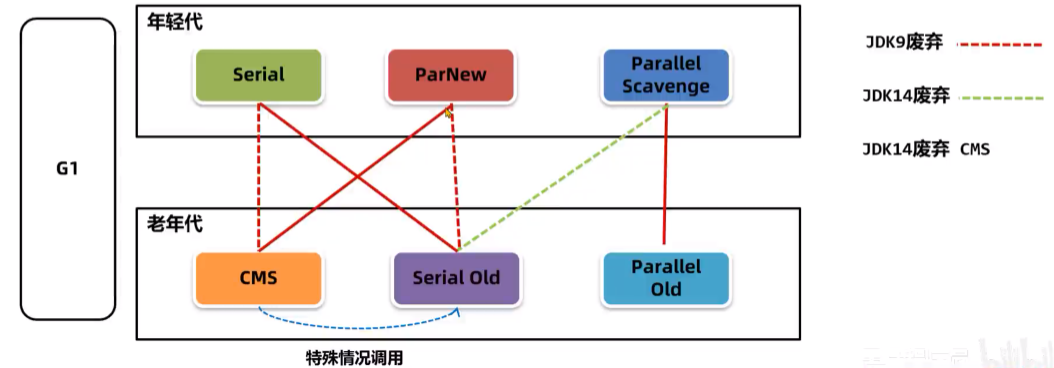 年轻代
Serial
ParNew
Parallel
Scavenge
JDK9废弃
JDK14废弃
JDK14废弃 CMS
G1
老年代
CMS
Serial Old
Parallel
Old
特殊情况调用